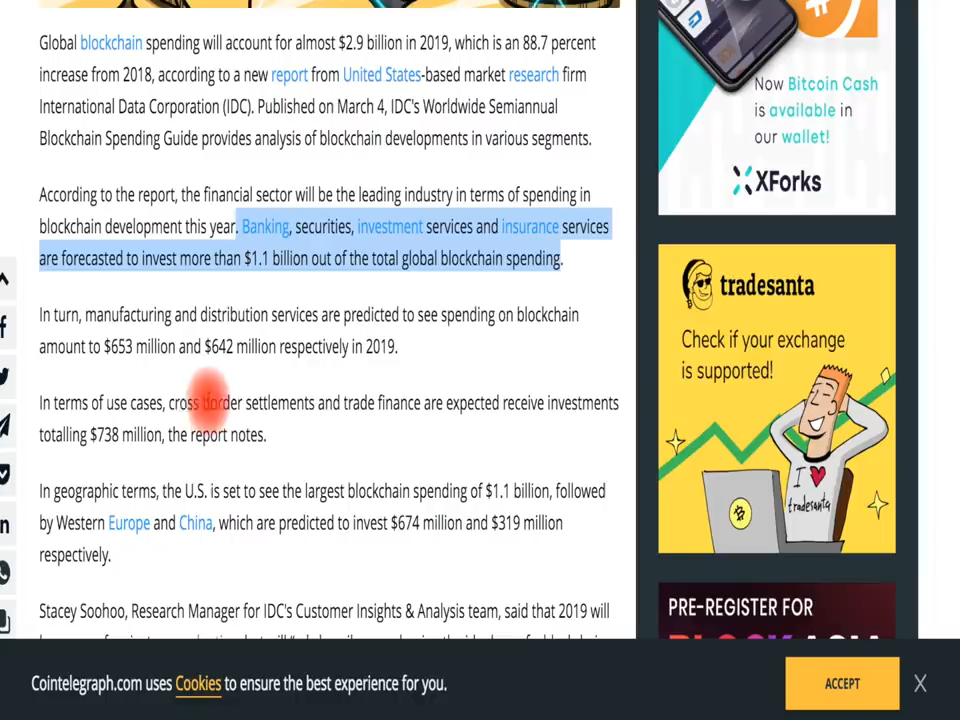 Global blockchain spending will account for almost $2.9 billion in 2019, which is an 88.7 percent
increase from 2018, according to a new report from United States-based market research firm
International Data Corporation (IDC). Published on March 4, IDC's Worldwide Semiannual
Blockchain Spending Guide provides analysis of blockchain developments in various segments.
According to the report, the financial sector will be the leading industry in terms of spending in
blockchain development this year. Banking, securities, investment services and insurance services
are forecasted to invest more than $1.1 billion out of the total global blockchain spending.
In turn, manufacturing and distribution services are predicted to see spending on blockchain
amount to $653 million and $642 million respectively in 2019.
In terms of use cases, cross border settlements and trade finance are expected receive investments
totalling $738 million, the report notes.
In geographic terms, the U.S. is set to see the largest blockchain spending of $1.1 billion, followed
by Western Europe and China, which are predicted to invest $674 million and $319 million
respectively.
Stacey Soohoo, Research Manager for IDC's Customer Insights & Analysis team, said that 2019 will
Now Bitcoin Cash
is available in
our wallet!
XForks
tradesanta
Check if your exchange
is supported!
I
tradesanta
PRE-REGISTER FOR
Cointelegraph.com uses Cookies to ensure the best experience for you.
ACCEPT
X